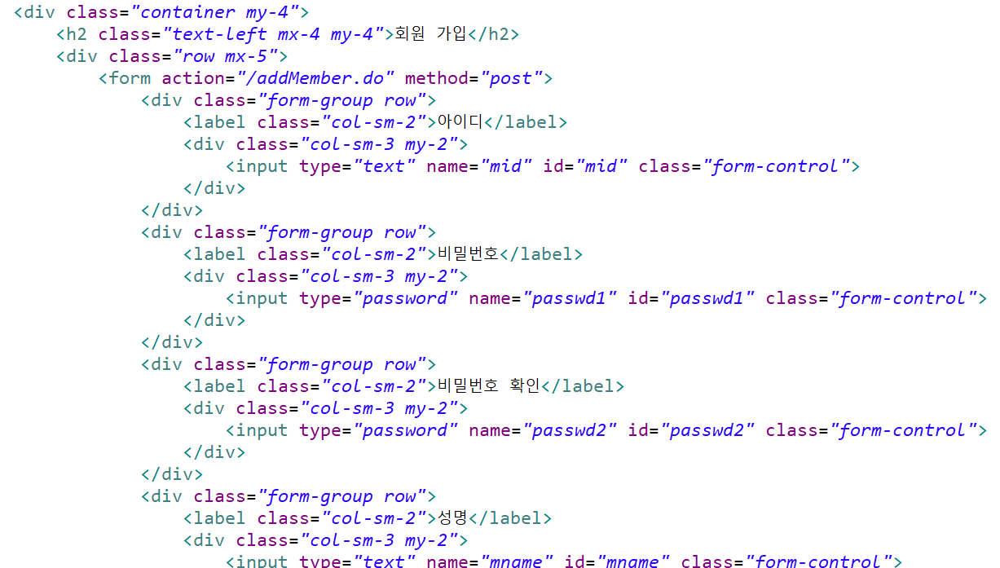 <div class="container my-4">
<h2 class="text-left mx-4 my-4">회원 가입</h2>
<div class="row mx-5">
<form action="/addMember.do" method="post">
<div class="form-group row">
<label class="col-sm-2">아이디</label>
<div class="col-sm-3 my-2">
<input type="text" name="mid" id="mid" class="form-control">
</div>
</div>
<div class="form-group row">
<label class="col-sm-2">비밀번호</label>
<div class="col-sm-3 my-2">
<input type="password" name="passwd1" id="passwd1" class="form-control">
</div>
</div>
<div class="form-group row">
<label class="col-sm-2">비밀번호 확인</label>
<div class="col-sm-3 my-2">
<input type="password" name="passwd2" id="passwd2" class="form-control">
</div>
</div>
<div class="form-group row">
<label class="col-sm-2">성명</label>
<div class="col-sm-3 my-2">
<input type="text" name="mname" id="mname" class="form-control">